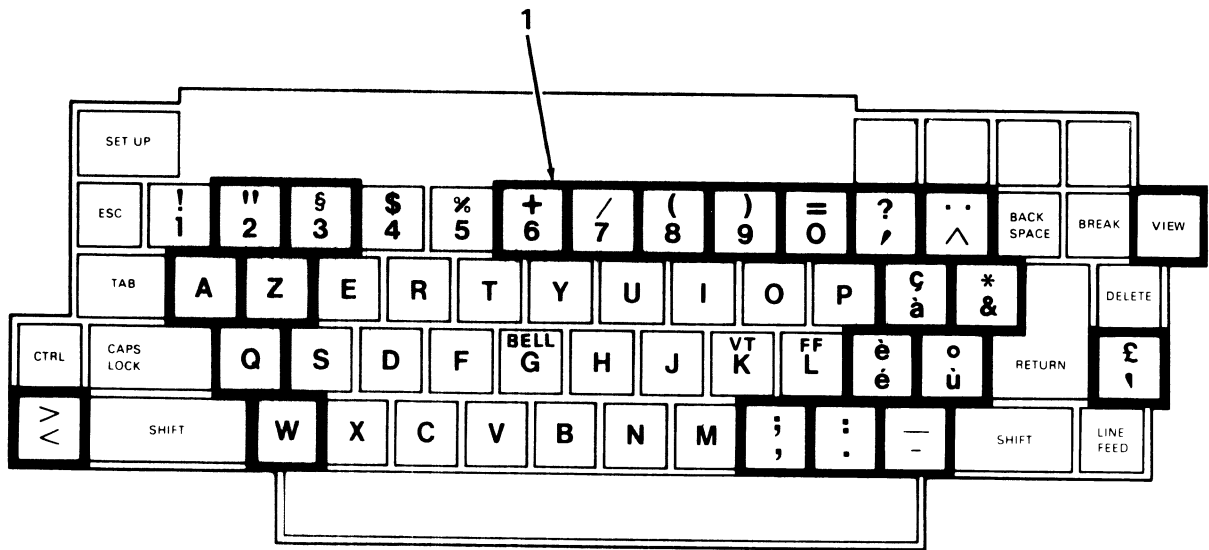 1
SET UP
! " § $ % + / ( ) = ? ¨
ESC 1 2 3 4 5 6 7 8 9 0 ' ^ BACK SPACE BREAK VIEW
ç *
TAB A Z E R T Y U I O P à & DELETE
BELL VT FF è ° £
CTRL CAPS LOCK Q S D F G H J K L é ù RETURN '
> ; : —
< SHIFT W X C V B N M , . - SHIFT LINE FEED